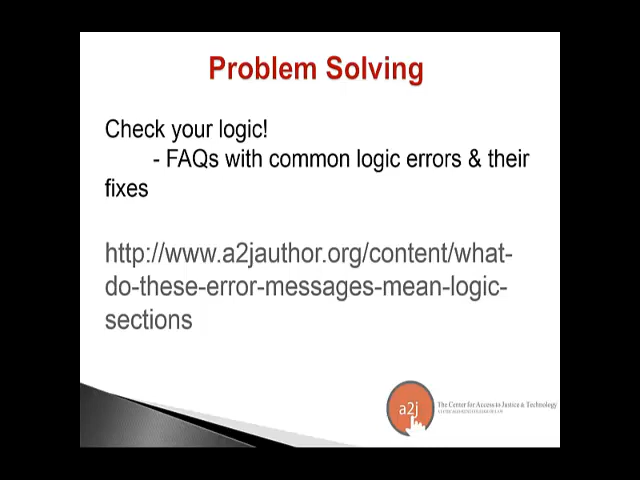 Problem Solving
Check your logic!
- FAQs with common logic errors & their
fixes
http://www.a2jauthor.org/content/what-
do-these-error-messages-mean-logic-
sections
a2j
The Center for Access to Justice & Technology